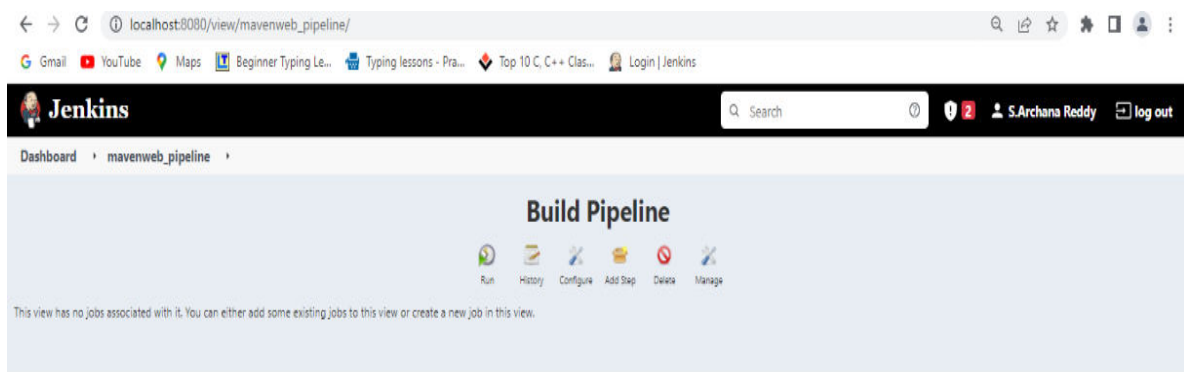 localhost:8080/view/mavenweb_pipeline/
Gmail YouTube Maps Beginner Typing Le... Typing lessons - Pra... Top 10 C, C++ Clas... Login | Jenkins
Jenkins Search 2 S.Archana Reddy log out
Dashboard mavenweb_pipeline
Build Pipeline
Run History Configure Add Step Delete Manage
This view has no jobs associated with it. You can either add some existing jobs to this view or create a new job in this view.